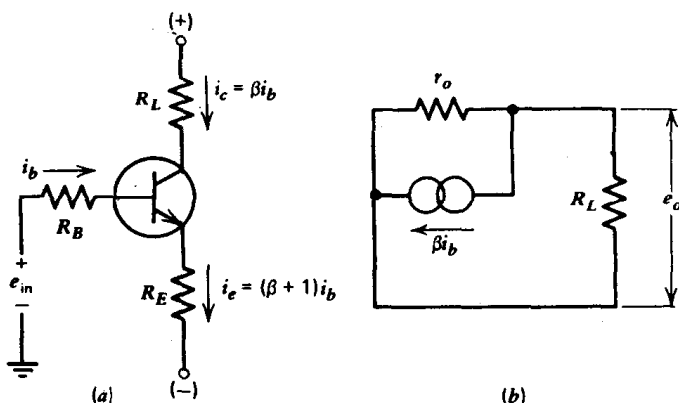 (+)
R_L
i_c = βi_b
i_b
R_B
+
e_in
−
R_E
i_e = (β + 1)i_b
(−)
(a)
r_o
R_L
e_o
βi_b
(b)